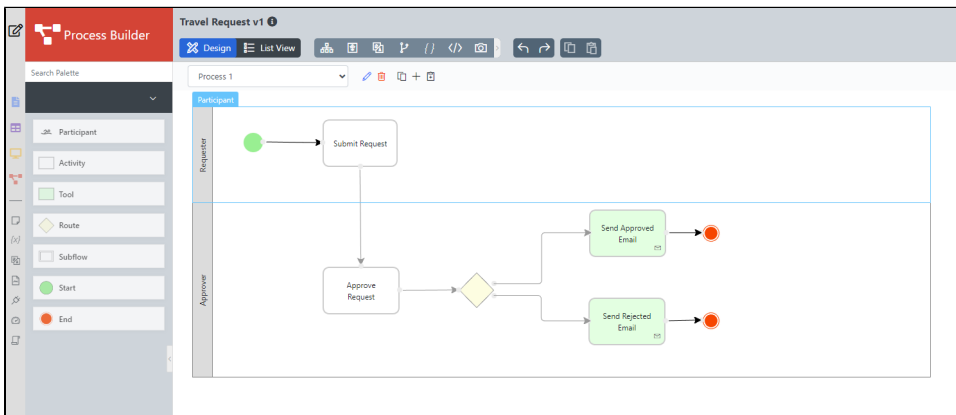 Process Builder
Travel Request v1
Design
List View
Search Palette
Process 1
Participant
Participant
Activity
Tool
Route
Subflow
Start
End
{x}
Requester
Submit Request
Approver
Approve
Request
Send Approved
Email
Send Rejected
Email